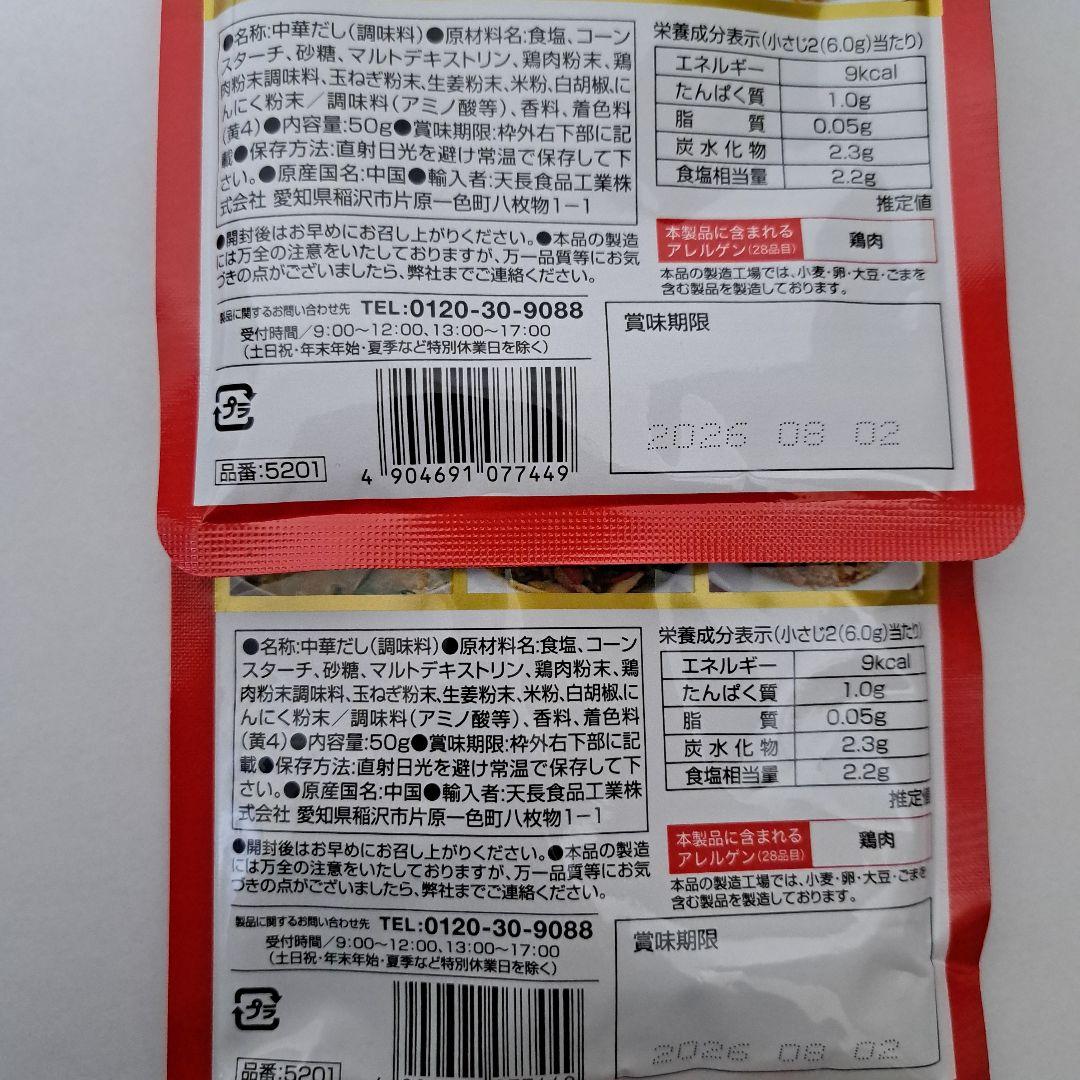 ●名称:中華だし(調味料)●原材料名:食塩、コーン
スターチ、砂糖、マルトデキストリン、鶏肉粉末、鶏
肉粉末調味料、玉ねぎ粉末、生姜粉末、米粉、白胡椒、に
んにく粉末/調味料(アミノ酸等)、香料、着色料
(黄4)●内容量:50g●賞味期限:枠外右下部に記
載●保存方法:直射日光を避け常温で保存して下
さい。●原産国名:中国●輸入者:天長食品工業株
式会社 愛知県稲沢市片原一色町八枚物1-1
●開封後はお早めにお召し上がりください。●本品の製造
には万全の注意をいたしておりますが、万一品質等にお気
づきの点がございましたら、弊社までご連絡ください。
製品に関するお問い合わせ先 TEL:0120-30-9088
受付時間/9:00~12:00、13:00~17:00
(土日祝・年末年始・夏季など特別休業日を除く)
プラ
品番:5201
4 904691 077449
栄養成分表示(小さじ2(6.0g)当たり)
エネルギー 9kcal
たんぱく質 1.0g
脂質 0.05g
炭水化物 2.3g
食塩相当量 2.2g
推定値
本製品に含まれる
アレルゲン(28品目) 鶏肉
本品の製造工場では、小麦・卵・大豆・ごまを
含む製品を製造しております。
賞味期限
2026 08 02
●名称:中華だし(調味料)●原材料名:食塩、コーン
スターチ、砂糖、マルトデキストリン、鶏肉粉末、鶏
肉粉末調味料、玉ねぎ粉末、生姜粉末、米粉、白胡椒、に
んにく粉末/調味料(アミノ酸等)、香料、着色料
(黄4)●内容量:50g●賞味期限:枠外右下部に記
載●保存方法:直射日光を避け常温で保存して下
さい。●原産国名:中国●輸入者:天長食品工業株
式会社 愛知県稲沢市片原一色町八枚物1-1
●開封後はお早めにお召し上がりください。●本品の製造
には万全の注意をいたしておりますが、万一品質等にお気
づきの点がございましたら、弊社までご連絡ください。
製品に関するお問い合わせ先 TEL:0120-30-9088
受付時間/9:00~12:00、13:00~17:00
(土日祝・年末年始・夏季など特別休業日を除く)
プラ
品番:5201
栄養成分表示(小さじ2(6.0g)当たり)
エネルギー 9kcal
たんぱく質 1.0g
脂質 0.05g
炭水化物 2.3g
食塩相当量 2.2g
推定値
本製品に含まれる
アレルゲン(28品目) 鶏肉
本品の製造工場では、小麦・卵・大豆・ごまを
含む製品を製造しております。
賞味期限
2026 08 02